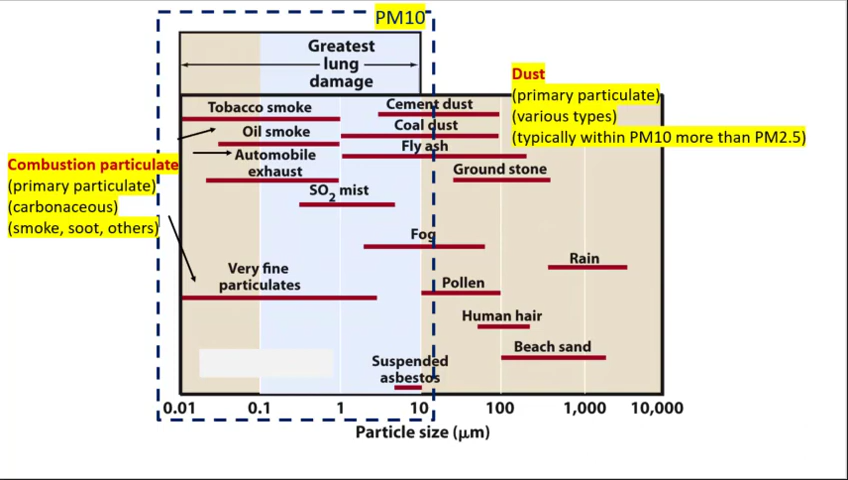 PM10
Greatest
lung
damage
Dust
(primary particulate)
(various types)
(typically within PM10 more than PM2.5)
Tobacco smoke
Cement dust
Oil smoke
Coal dust
Automobile
exhaust
Fly ash
Combustion particulate
(primary particulate)
(carbonaceous)
(smoke, soot, others)
Ground stone
SO2 mist
Fog
Rain
Very fine
particulates
Pollen
Human hair
Beach sand
Suspended
asbestos
0.01 0.1 1 10 100 1,000 10,000
Particle size (μm)